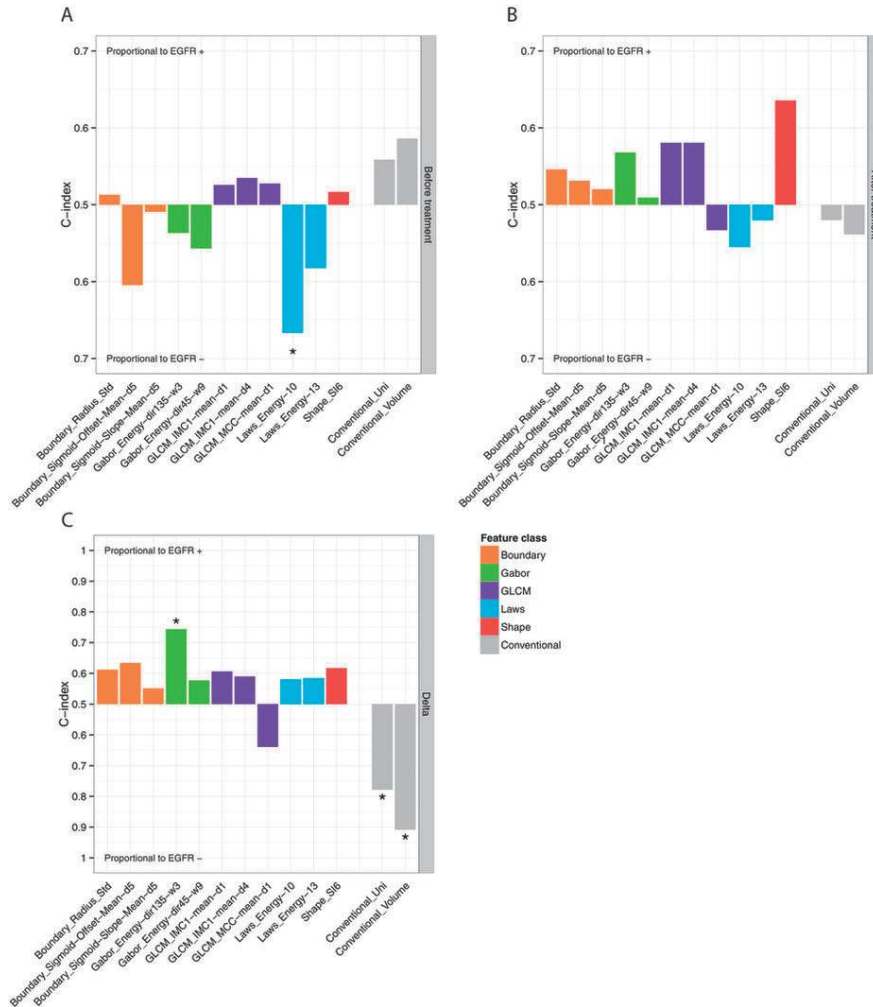 A
0.7
Proportional to EGFR +
0.6
0.5
0.6
0.7
Proportional to EGFR −
C−index
Before treatment
*
Boundary_Radius_Std
Boundary_Sigmoid−Offset−Mean−d5
Boundary_Sigmoid−Slope−Mean−d5
Gabor_Energy−dir135−w3
Gabor_Energy−dir45−w9
GLCM_IMC1−mean−d1
GLCM_IMC1−mean−d4
GLCM_MCC−mean−d1
Laws_Energy−10
Laws_Energy−13
Shape_SI6
Conventional_Uni
Conventional_Volume
B
0.7
Proportional to EGFR +
0.6
0.5
0.6
0.7
Proportional to EGFR −
C−index
Boundary_Radius_Std
Boundary_Sigmoid−Offset−Mean−d5
Boundary_Sigmoid−Slope−Mean−d5
Gabor_Energy−dir135−w3
Gabor_Energy−dir45−w9
GLCM_IMC1−mean−d1
GLCM_IMC1−mean−d4
GLCM_MCC−mean−d1
Laws_Energy−10
Laws_Energy−13
Shape_SI6
Conventional_Uni
Conventional_Volume
C
1
Proportional to EGFR +
0.9
0.8
0.7
0.6
0.5
0.6
0.7
0.8
0.9
1
Proportional to EGFR −
C−index
Delta
*
*
*
Boundary_Radius_Std
Boundary_Sigmoid−Offset−Mean−d5
Boundary_Sigmoid−Slope−Mean−d5
Gabor_Energy−dir135−w3
Gabor_Energy−dir45−w9
GLCM_IMC1−mean−d1
GLCM_IMC1−mean−d4
GLCM_MCC−mean−d1
Laws_Energy−10
Laws_Energy−13
Shape_SI6
Conventional_Uni
Conventional_Volume
Feature class
Boundary
Gabor
GLCM
Laws
Shape
Conventional